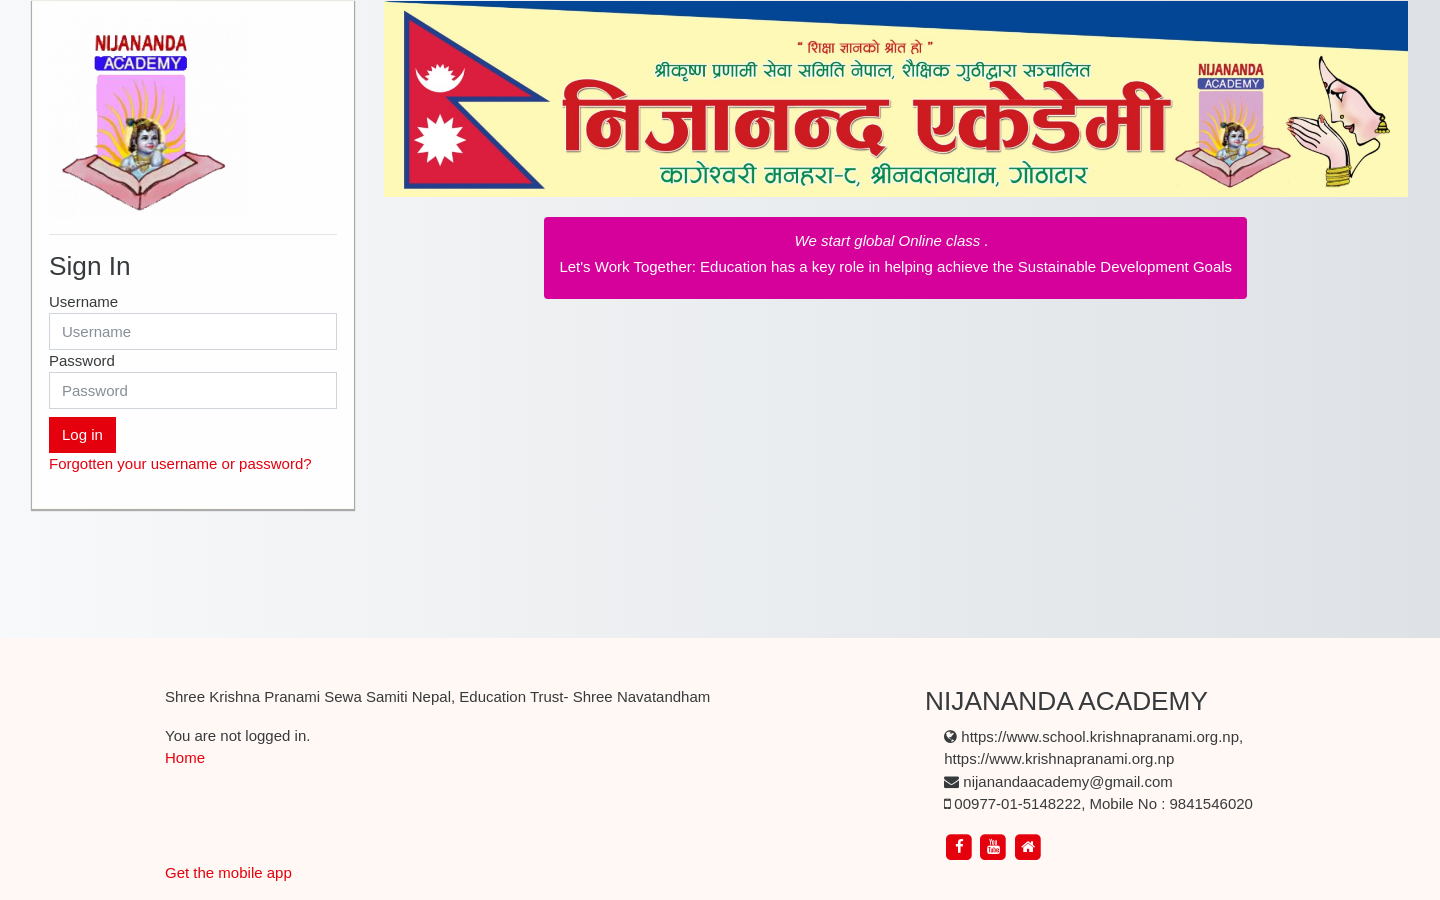 NIJANANDA
ACADEMY
Sign In
Username
Username
Password
Password
Log in
Forgotten your username or password?
“ शिक्षा ज्ञानको श्रोत हो ”
श्रीकृष्ण प्रणामी सेवा समिति नेपाल, शैक्षिक गुठीद्वारा सञ्चालित
निजानन्द एकेडेमी
कागेश्वरी मनहरा-८, श्रीनवतनधाम, गोठाटार
NIJANANDA
ACADEMY
We start global Online class .
Let's Work Together: Education has a key role in helping achieve the Sustainable Development Goals
Shree Krishna Pranami Sewa Samiti Nepal, Education Trust- Shree Navatandham
You are not logged in.
Home
Get the mobile app
NIJANANDA ACADEMY
https://www.school.krishnapranami.org.np,
https://www.krishnapranami.org.np
nijanandaacademy@gmail.com
00977-01-5148222, Mobile No : 9841546020
You
Tube